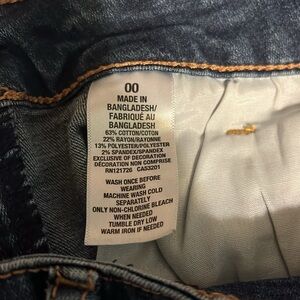 00
MADE IN
BANGLADESH/
FABRIQUÉ AU
BANGLADESH
63% COTTON/COTON
22% RAYON/RAYONNE
13% POLYESTER/POLYESTER
2% SPANDEX/SPANDEX
EXCLUSIVE OF DECORATION
DÉCORATION NON COMPRISE
RN121726 CA53201
WASH ONCE BEFORE
WEARING
MACHINE WASH COLD
SEPARATELY
ONLY NON-CHLORINE BLEACH
WHEN NEEDED
TUMBLE DRY LOW
WARM IRON IF NEEDED